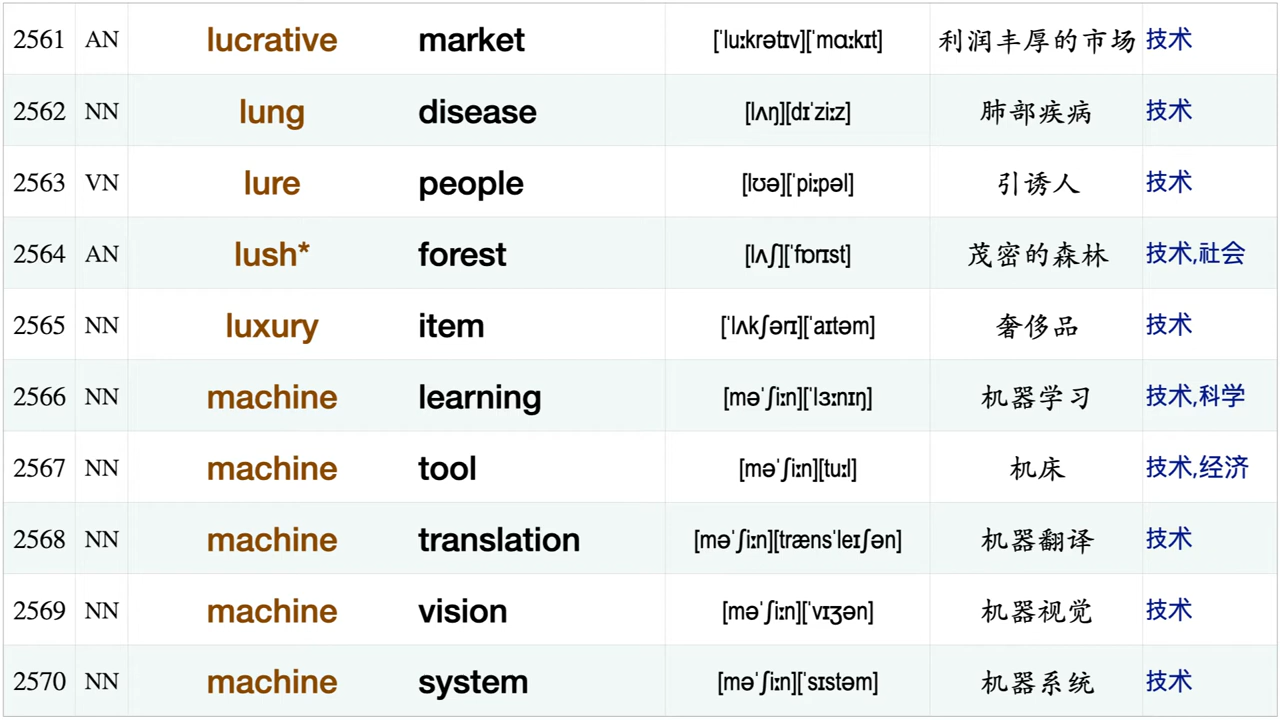 2561 AN lucrative market [ˈluːkrətɪv][ˈmɑːkɪt] 利润丰厚的市场 技术
2562 NN lung disease [lʌŋ][dɪˈziːz] 肺部疾病 技术
2563 VN lure people [lʊə][ˈpiːpəl] 引诱人 技术
2564 AN lush* forest [lʌʃ][ˈfɒrɪst] 茂密的森林 技术,社会
2565 NN luxury item [ˈlʌkʃərɪ][ˈaɪtəm] 奢侈品 技术
2566 NN machine learning [məˈʃiːn][ˈlɜːnɪŋ] 机器学习 技术,科学
2567 NN machine tool [məˈʃiːn][tuːl] 机床 技术,经济
2568 NN machine translation [məˈʃiːn][trænsˈleɪʃən] 机器翻译 技术
2569 NN machine vision [məˈʃiːn][ˈvɪʒən] 机器视觉 技术
2570 NN machine system [məˈʃiːn][ˈsɪstəm] 机器系统 技术